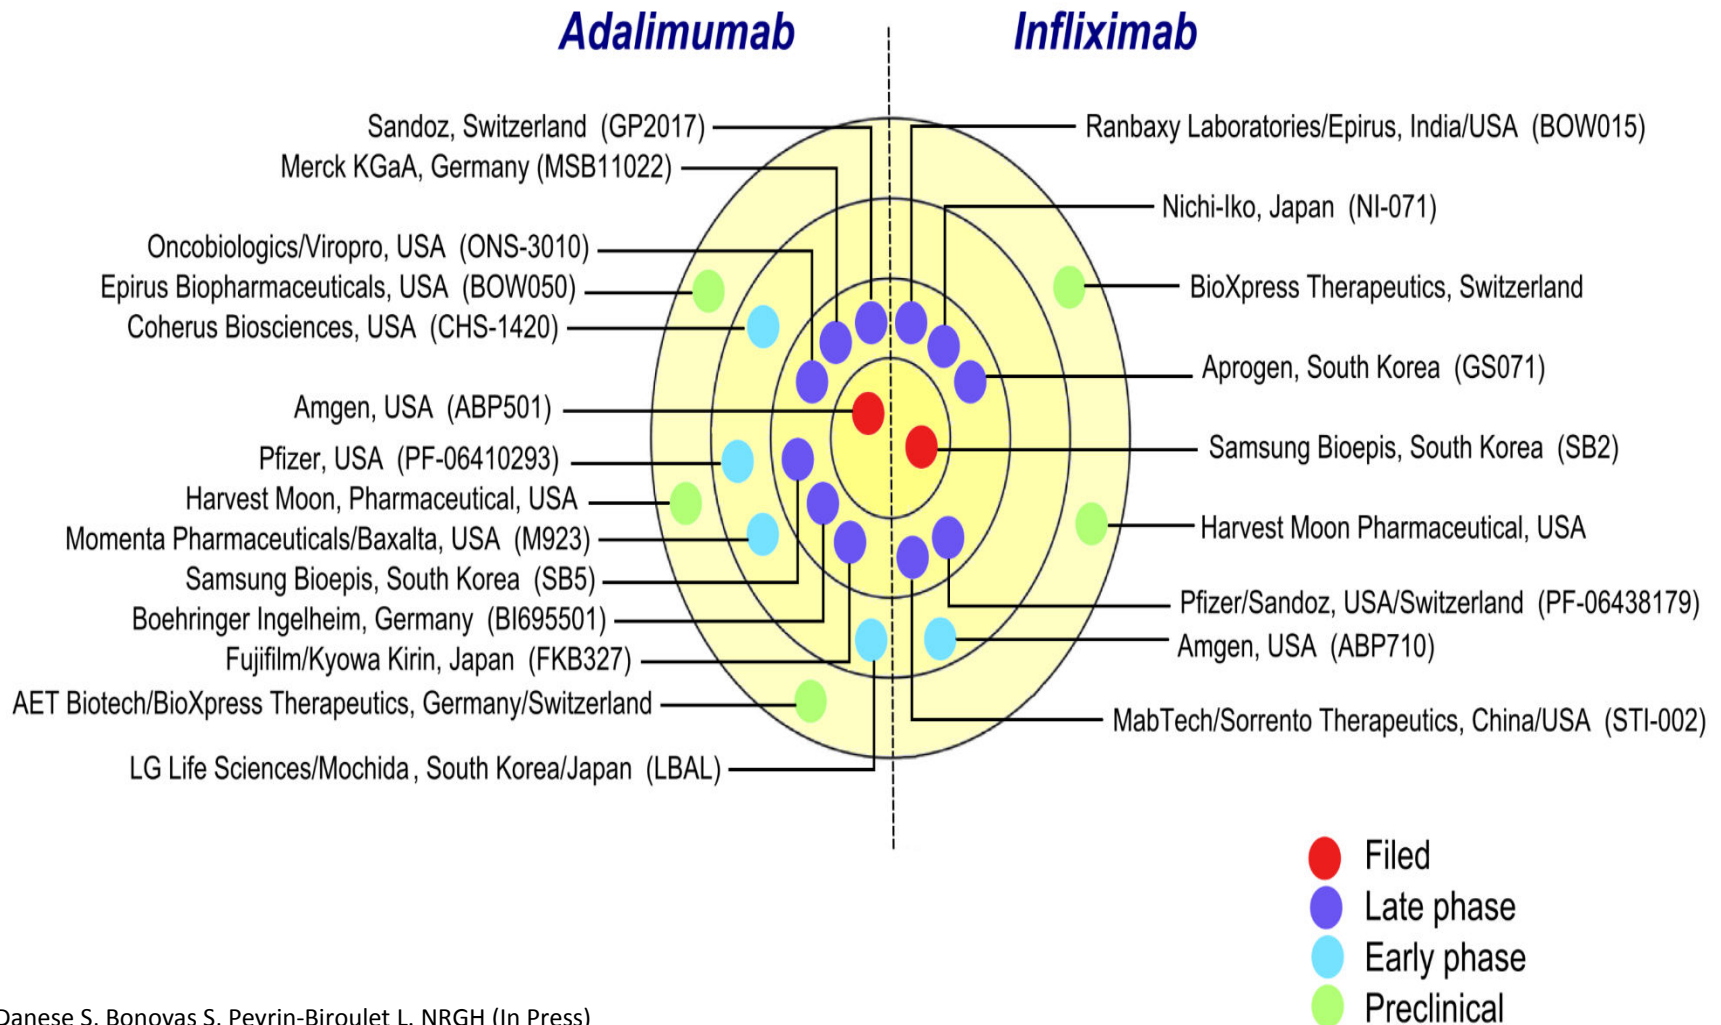 Adalimumab
Infliximab
Sandoz, Switzerland (GP2017)
Merck KGaA, Germany (MSB11022)
Oncobiologics/Viropro, USA (ONS-3010)
Epirus Biopharmaceuticals, USA (BOW050)
Coherus Biosciences, USA (CHS-1420)
Amgen, USA (ABP501)
Pfizer, USA (PF-06410293)
Harvest Moon, Pharmaceutical, USA
Momenta Pharmaceuticals/Baxalta, USA (M923)
Samsung Bioepis, South Korea (SB5)
Boehringer Ingelheim, Germany (BI695501)
Fujifilm/Kyowa Kirin, Japan (FKB327)
AET Biotech/BioXpress Therapeutics, Germany/Switzerland
LG Life Sciences/Mochida, South Korea/Japan (LBAL)
Ranbaxy Laboratories/Epirus, India/USA (BOW015)
Nichi-Iko, Japan (NI-071)
BioXpress Therapeutics, Switzerland
Aprogen, South Korea (GS071)
Samsung Bioepis, South Korea (SB2)
Harvest Moon Pharmaceutical, USA
Pfizer/Sandoz, USA/Switzerland (PF-06438179)
Amgen, USA (ABP710)
MabTech/Sorrento Therapeutics, China/USA (STI-002)
Filed
Late phase
Early phase
Preclinical
Danese S, Bonovas S, Peyrin-Biroulet L. NRGH (In Press)